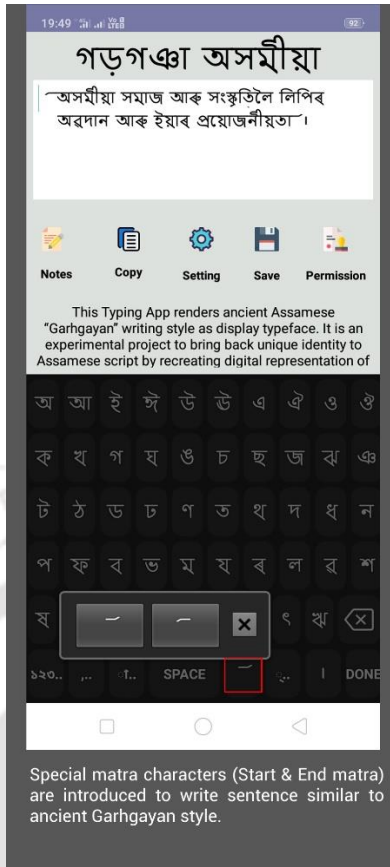 19:49
92
গড়গঞা অসমীয়া
অসমীয়া সমাজ আৰু সংস্কৃতিলৈ লিপিৰ
অৱদান আৰু ইয়াৰ প্ৰয়োজনীয়তা।
Notes Copy Setting Save Permission
This Typing App renders ancient Assamese
“Garhgayan” writing style as display typeface. It is an
experimental project to bring back unique identity to
Assamese script by recreating digital representation of
অ আ ই ঈ উ ঊ এ ঐ ও ঔ
ক খ গ ঘ ঙ চ ছ জ ঝ ঞ
ট ঠ ড ঢ ণ ত থ দ ধ ন
প ফ ব ভ ম য ৰ ল ৱ শ
ষ ৎ ঋ
১২৩.. ,.. া.. SPACE ্.. । DONE
Special matra characters (Start & End matra)
are introduced to write sentence similar to
ancient Garhgayan style.